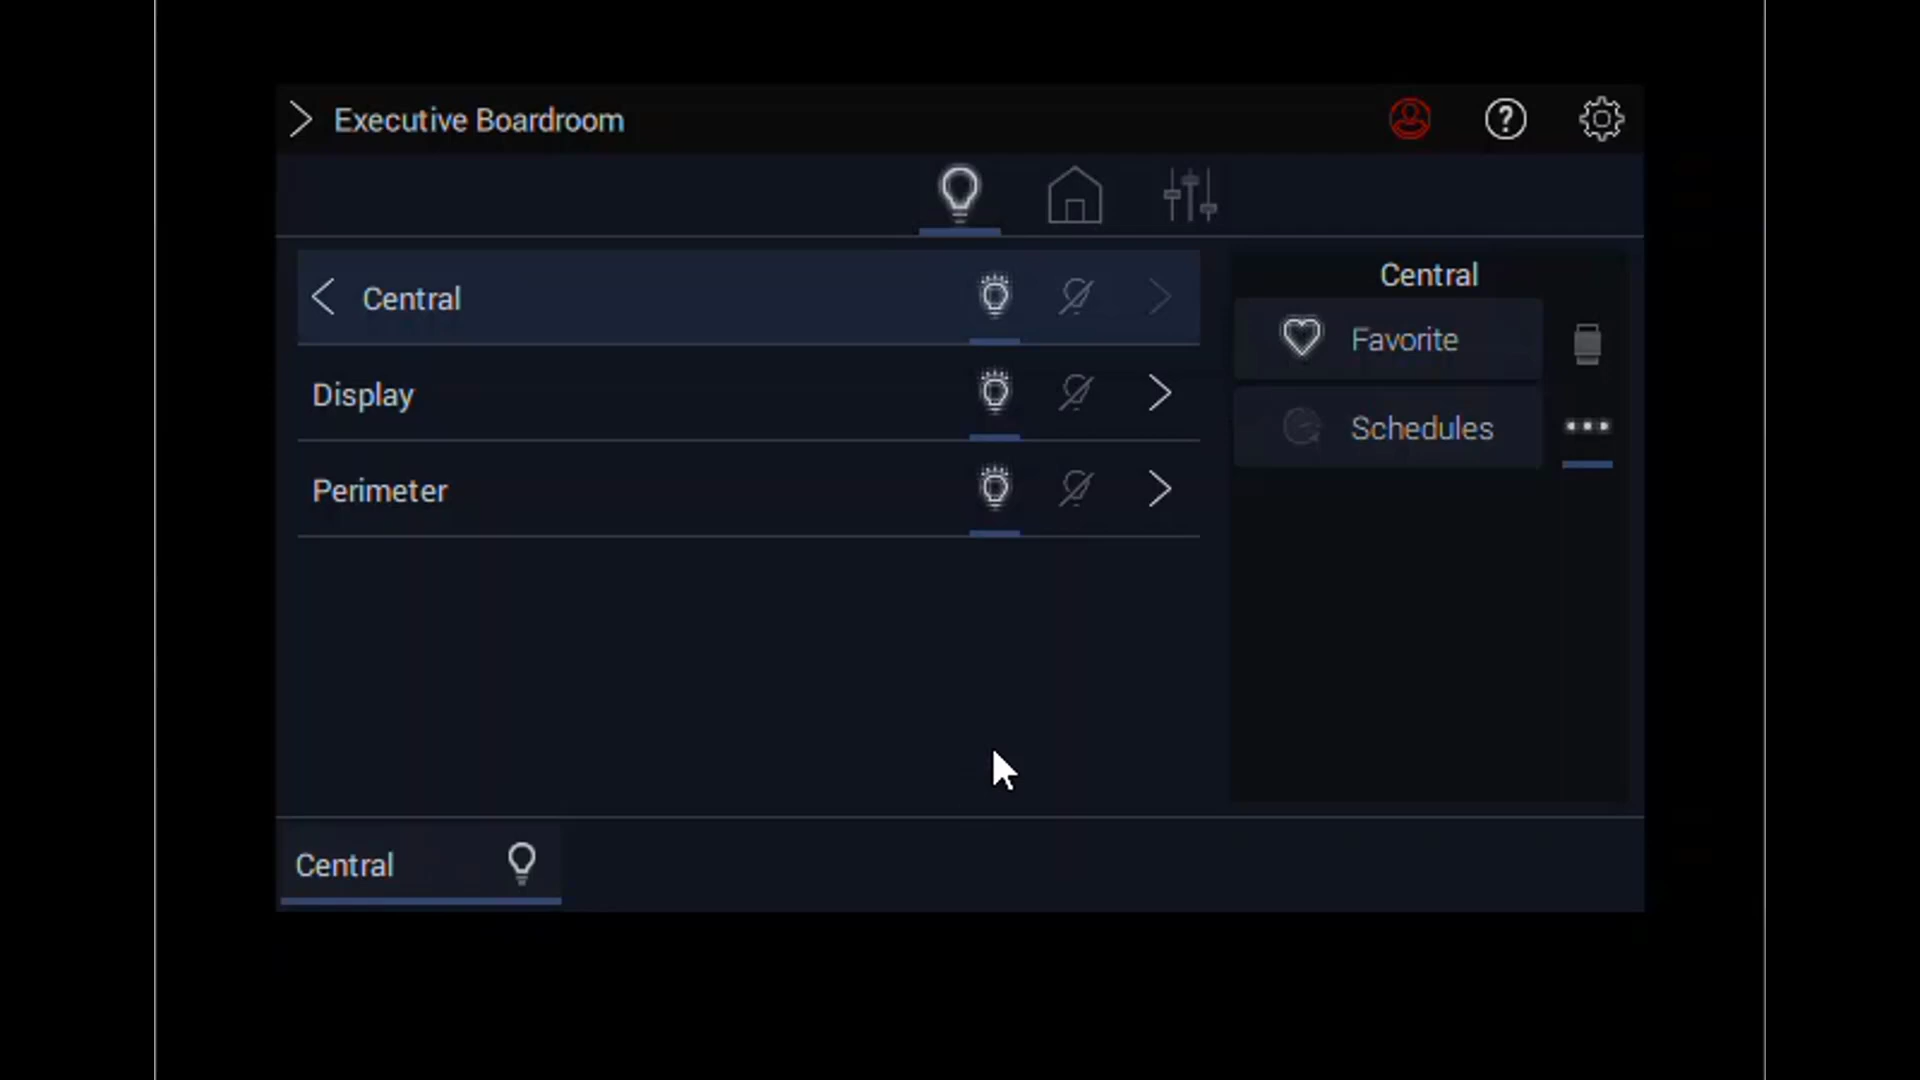 Executive Boardroom
Central
Display
Perimeter
Central
Favorite
Schedules
Central